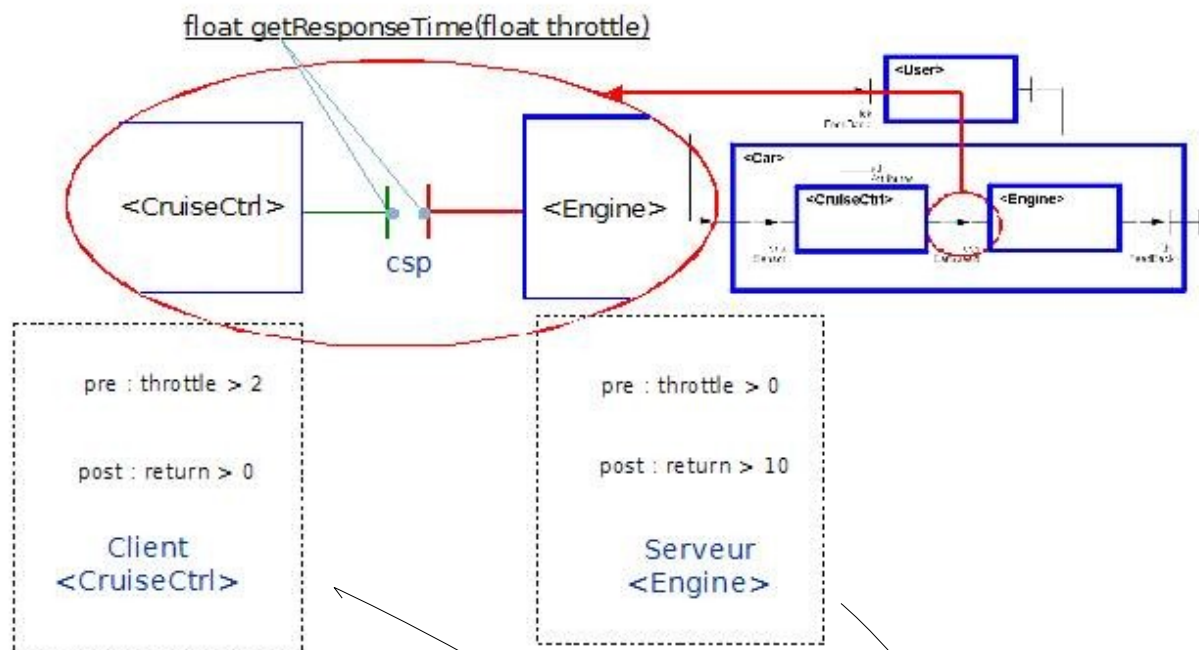 float getResponseTime(float throttle)
<User>
<Car>
<CruiseCtrl>
<Engine>
<CruiseCtrl>
<Engine>
csp
pre : throttle > 2
post : return > 0
Client
<CruiseCtrl>
pre : throttle > 0
post : return > 10
Serveur
<Engine>